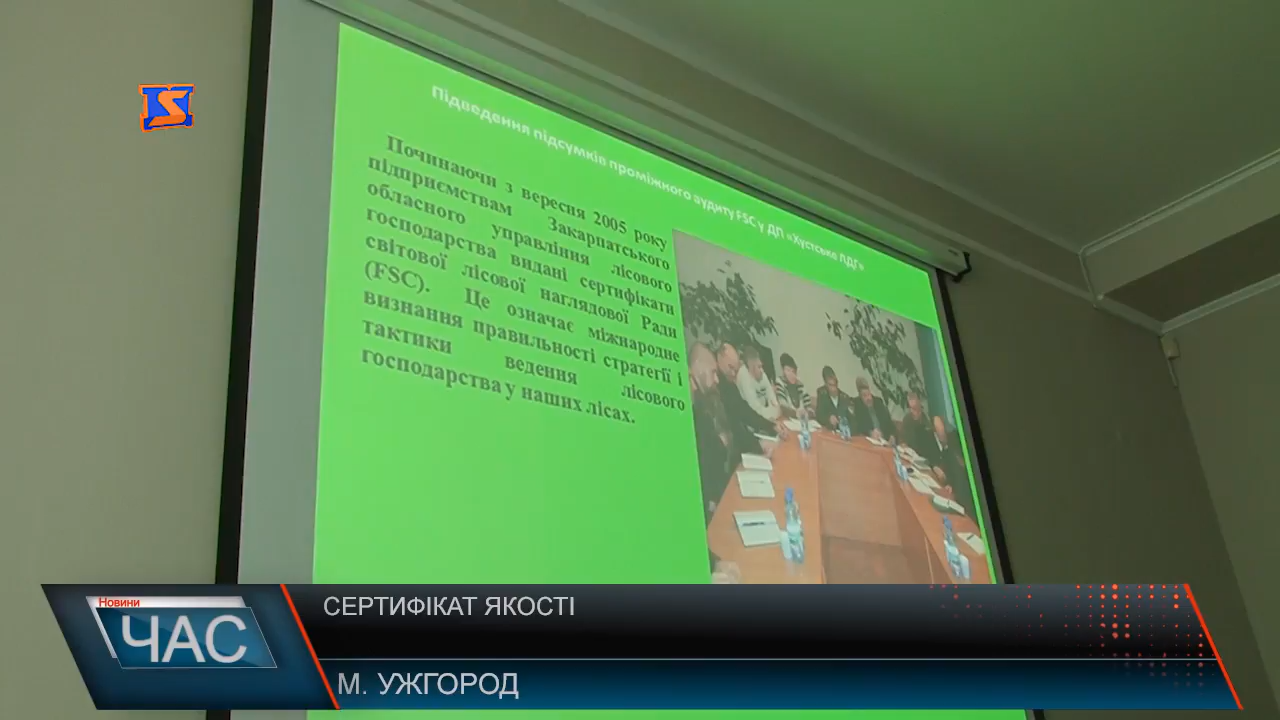 Підведення підсумків проміжного аудиту FSC у ДП «Хустське ЛДГ»
Починаючи з вересня 2005 року
підприємствам Закарпатського
обласного управління лісового
господарства видані сертифікати
світової лісової наглядової Ради
(FSC). Це означає міжнародне
визнання правильності стратегії і
тактики ведення лісового
господарства у наших лісах.
Новини
ЧАС
СЕРТИФІКАТ ЯКОСТІ
М. УЖГОРОД